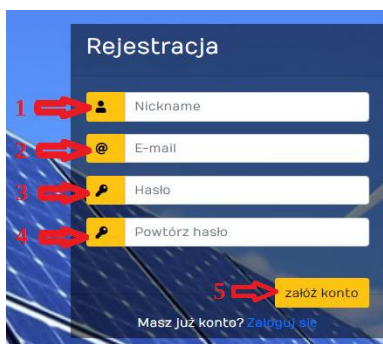 Rejestracja
1 Nickname
2 @ E-mail
3 Hasło
4 Powtórz hasło
5 załóż konto
Masz już konto? Zaloguj się